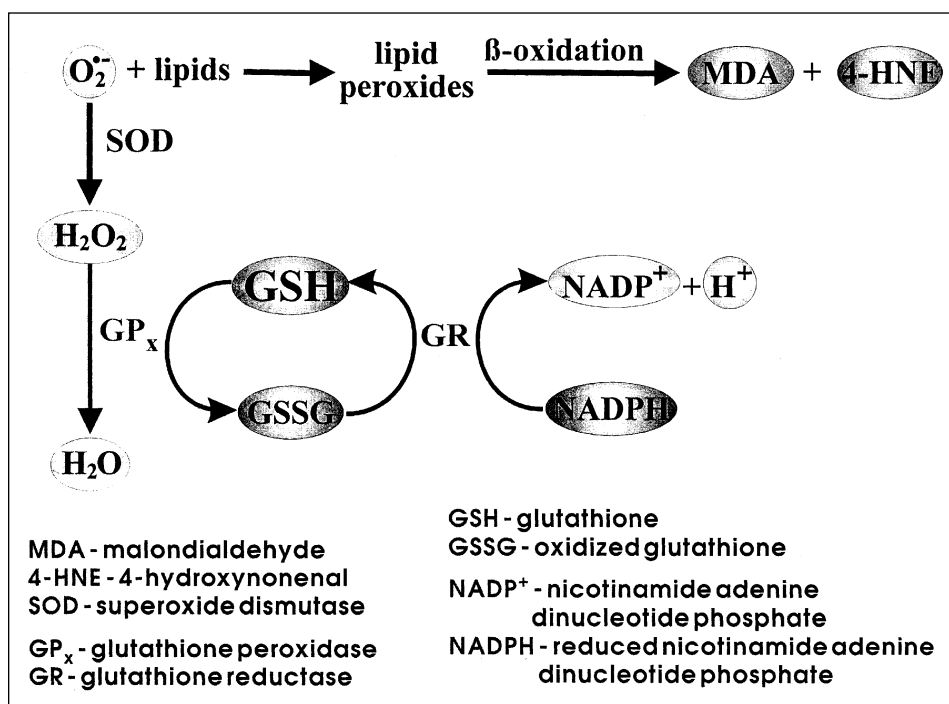 O₂•⁻ + lipids → lipid peroxides ß-oxidation → MDA + 4-HNE
SOD
H₂O₂
GSH NADP⁺ + H⁺
GPₓ GR
GSSG NADPH
H₂O
MDA - malondialdehyde
4-HNE - 4-hydroxynonenal
SOD - superoxide dismutase
GPₓ - glutathione peroxidase
GR - glutathione reductase
GSH - glutathione
GSSG - oxidized glutathione
NADP⁺ - nicotinamide adenine
dinucleotide phosphate
NADPH - reduced nicotinamide adenine
dinucleotide phosphate